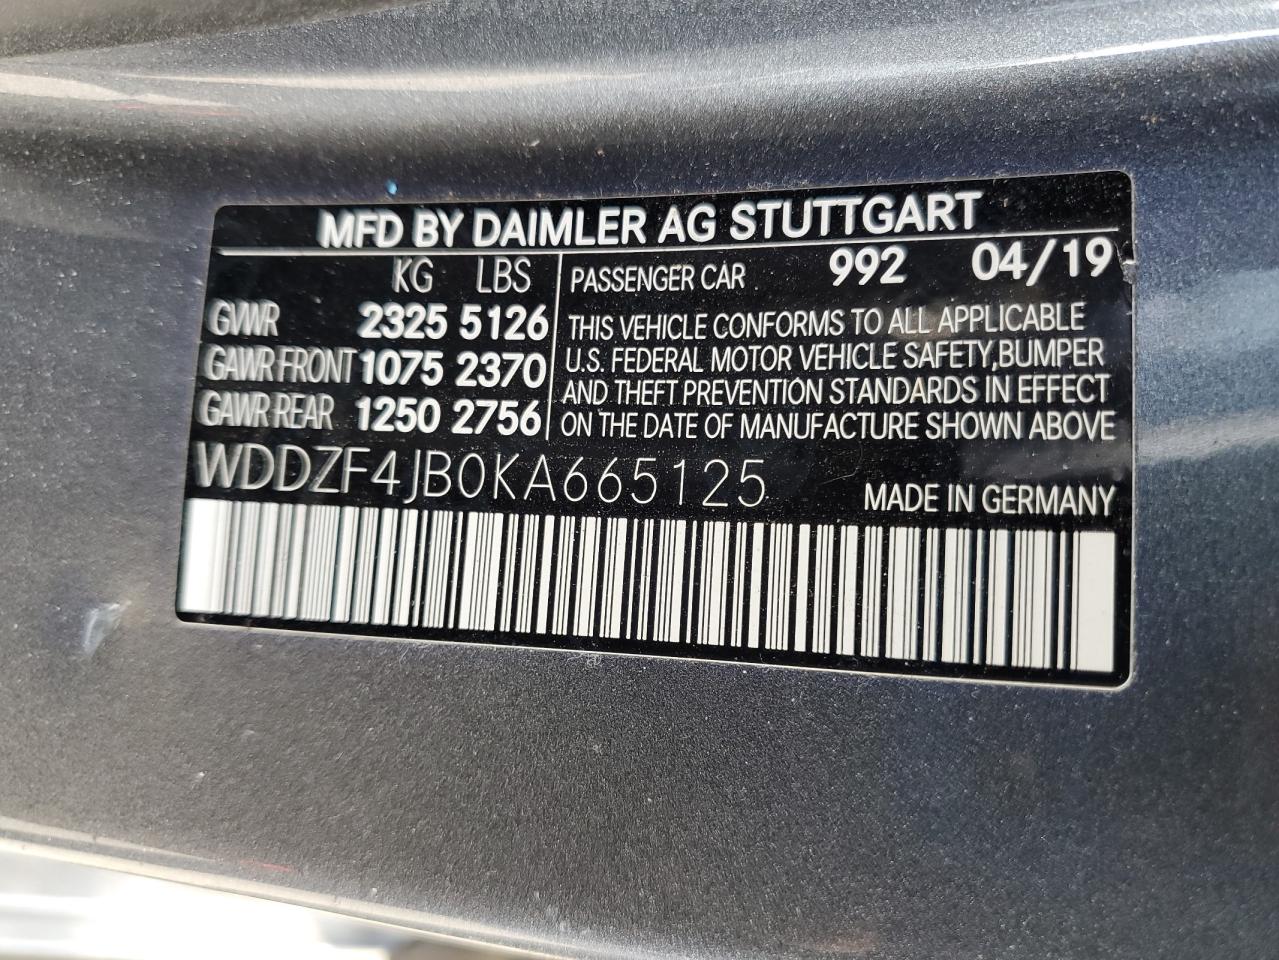 MFD BY DAIMLER AG STUTTGART
KG LBS
GVWR 2325 5126
GAWR FRONT 1075 2370
GAWR REAR 1250 2756
PASSENGER CAR 992 04/19
THIS VEHICLE CONFORMS TO ALL APPLICABLE
U.S. FEDERAL MOTOR VEHICLE SAFETY, BUMPER
AND THEFT PREVENTION STANDARDS IN EFFECT
ON THE DATE OF MANUFACTURE SHOWN ABOVE
WDDZF4JB0KA665125
MADE IN GERMANY